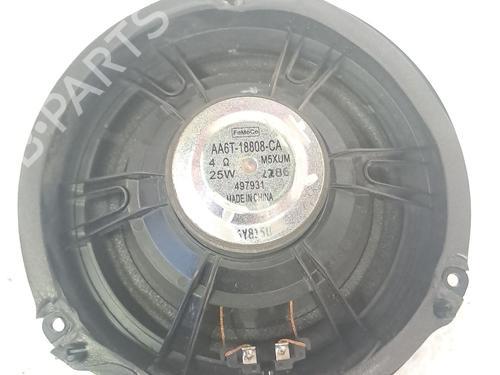 B-PARTS
FoMoCo
AA6T-18808-CA
4 Ω M5XUM
25W
497931
MADE IN CHINA